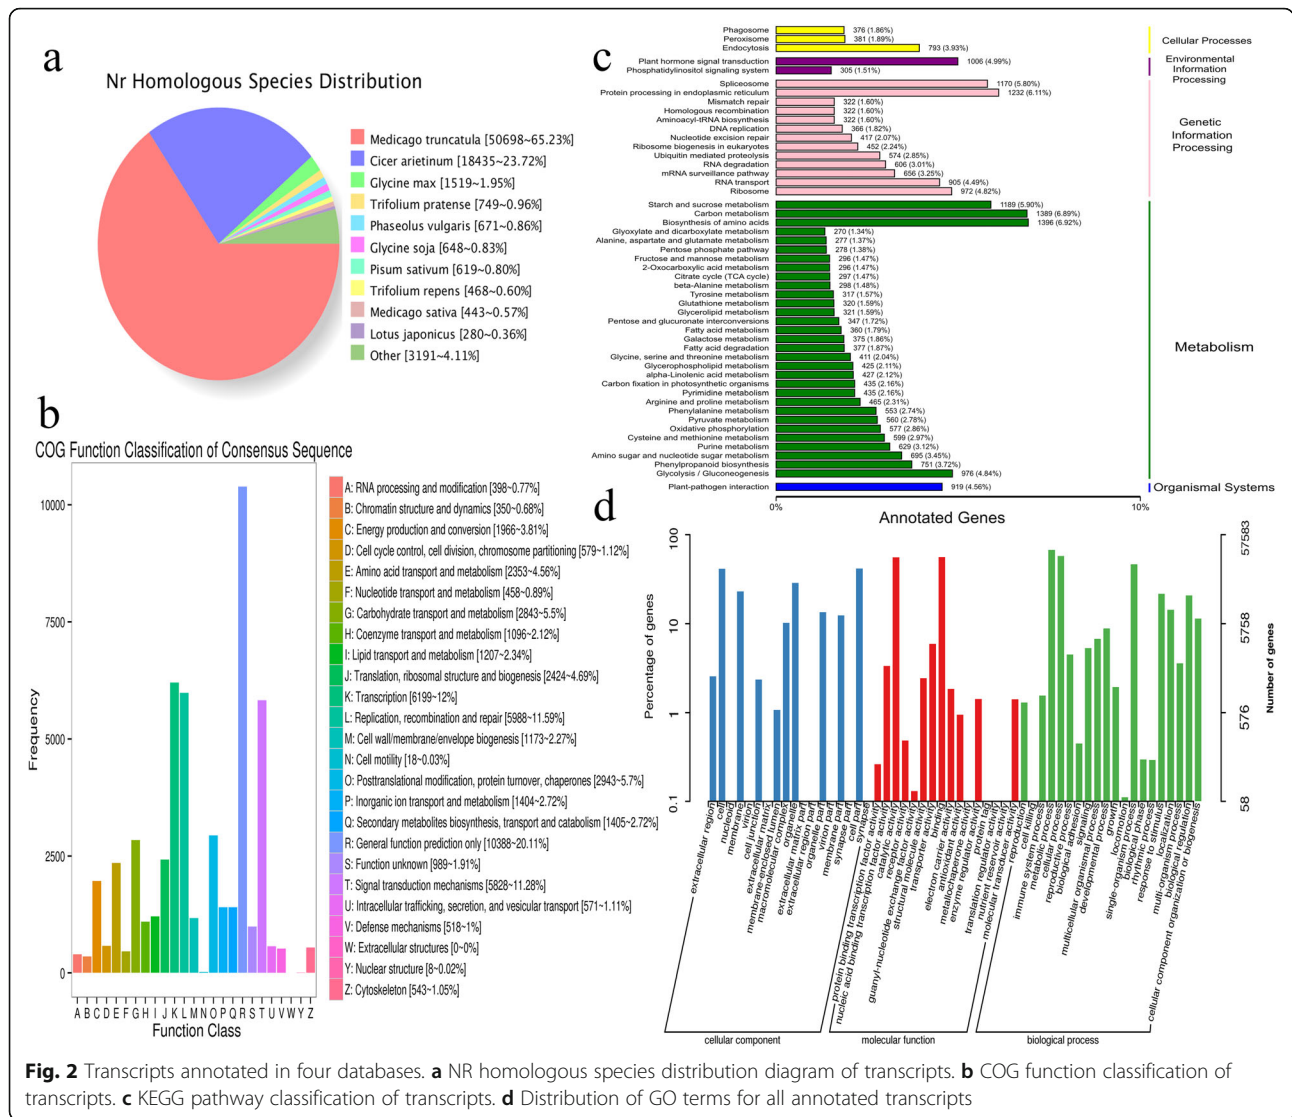 a
Nr Homologous Species Distribution
Medicago truncatula [50698~65.23%]
Cicer arietinum [18435~23.72%]
Glycine max [1519~1.95%]
Trifolium pratense [749~0.96%]
Phaseolus vulgaris [671~0.86%]
Glycine soja [648~0.83%]
Pisum sativum [619~0.80%]
Trifolium repens [468~0.60%]
Medicago sativa [443~0.57%]
Lotus japonicus [280~0.36%]
Other [3191~4.11%]
b
COG Function Classification of Consensus Sequence
Frequency
10000
7500
5000
2500
0
A B C D E F G H I J K L M N O P Q R S T U V W Y Z
Function Class
A: RNA processing and modification [398~0.77%]
B: Chromatin structure and dynamics [350~0.68%]
C: Energy production and conversion [1966~3.81%]
D: Cell cycle control, cell division, chromosome partitioning [579~1.12%]
E: Amino acid transport and metabolism [2353~4.56%]
F: Nucleotide transport and metabolism [458~0.89%]
G: Carbohydrate transport and metabolism [2843~5.5%]
H: Coenzyme transport and metabolism [1096~2.12%]
I: Lipid transport and metabolism [1207~2.34%]
J: Translation, ribosomal structure and biogenesis [2424~4.69%]
K: Transcription [6199~12%]
L: Replication, recombination and repair [5988~11.59%]
M: Cell wall/membrane/envelope biogenesis [1173~2.27%]
N: Cell motility [18~0.03%]
O: Posttranslational modification, protein turnover, chaperones [2943~5.7%]
P: Inorganic ion transport and metabolism [1404~2.72%]
Q: Secondary metabolites biosynthesis, transport and catabolism [1405~2.72%]
R: General function prediction only [10388~20.11%]
S: Function unknown [989~1.91%]
T: Signal transduction mechanisms [5828~11.28%]
U: Intracellular trafficking, secretion, and vesicular transport [571~1.11%]
V: Defense mechanisms [518~1%]
W: Extracellular structures [0~0%]
Y: Nuclear structure [8~0.02%]
Z: Cytoskeleton [543~1.05%]
c
Phagosome 376 (1.86%)
Peroxisome 381 (1.89%)
Endocytosis 793 (3.93%)
Cellular Processes
Plant hormone signal transduction 1006 (4.99%)
Phosphatidylinositol signaling system 305 (1.51%)
Environmental
Information
Processing
Spliceosome 1170 (5.80%)
Protein processing in endoplasmic reticulum 1232 (6.11%)
Mismatch repair 322 (1.60%)
Homologous recombination 322 (1.60%)
Aminoacyl-tRNA biosynthesis 322 (1.60%)
DNA replication 366 (1.82%)
Nucleotide excision repair 417 (2.07%)
Ribosome biogenesis in eukaryotes 452 (2.24%)
Ubiquitin mediated proteolysis 574 (2.85%)
RNA degradation 606 (3.01%)
mRNA surveillance pathway 656 (3.25%)
RNA transport 905 (4.49%)
Ribosome 972 (4.82%)
Genetic
Information
Processing
Starch and sucrose metabolism 1189 (5.90%)
Carbon metabolism 1389 (6.89%)
Biosynthesis of amino acids 1396 (6.92%)
Glyoxylate and dicarboxylate metabolism 270 (1.34%)
Alanine, aspartate and glutamate metabolism 277 (1.37%)
Pentose phosphate pathway 278 (1.38%)
Fructose and mannose metabolism 296 (1.47%)
2-Oxocarboxylic acid metabolism 296 (1.47%)
Citrate cycle (TCA cycle) 297 (1.47%)
beta-Alanine metabolism 298 (1.48%)
Tyrosine metabolism 317 (1.57%)
Glutathione metabolism 320 (1.59%)
Glycerolipid metabolism 321 (1.59%)
Pentose and glucuronate interconversions 347 (1.72%)
Fatty acid metabolism 360 (1.79%)
Galactose metabolism 375 (1.86%)
Fatty acid degradation 377 (1.87%)
Glycine, serine and threonine metabolism 411 (2.04%)
Glycerophospholipid metabolism 425 (2.11%)
alpha-Linolenic acid metabolism 427 (2.12%)
Carbon fixation in photosynthetic organisms 435 (2.16%)
Pyrimidine metabolism 435 (2.16%)
Arginine and proline metabolism 465 (2.31%)
Phenylalanine metabolism 553 (2.74%)
Pyruvate metabolism 560 (2.78%)
Oxidative phosphorylation 577 (2.86%)
Cysteine and methionine metabolism 599 (2.97%)
Purine metabolism 629 (3.12%)
Amino sugar and nucleotide sugar metabolism 695 (3.45%)
Phenylpropanoid biosynthesis 751 (3.72%)
Glycolysis / Gluconeogenesis 976 (4.84%)
Metabolism
Plant-pathogen interaction 919 (4.56%)
Organismal Systems
0% 10%
Annotated Genes
d
Percentage of genes
100
10
1
0.1
Number of genes
57583
5758
576
58
extracellular region
cell
nucleoid
membrane
virion
cell junction
extracellular matrix
membrane-enclosed lumen
macromolecular complex
organelle
extracellular matrix part
extracellular region part
organelle part
virion part
membrane part
synapse part
cell part
synapse
protein binding transcription factor activity
nucleic acid binding transcription factor activity
catalytic activity
receptor activity
guanyl-nucleotide exchange factor activity
structural molecule activity
transporter activity
binding
electron carrier activity
antioxidant activity
metallochaperone activity
enzyme regulator activity
protein tag
translation regulator activity
nutrient reservoir activity
molecular transducer activity
reproduction
cell killing
immune system process
metabolic process
cellular process
reproductive process
biological adhesion
signaling
multicellular organismal process
developmental process
growth
locomotion
single-organism process
biological phase
rhythmic process
response to stimulus
localization
multi-organism process
biological regulation
cellular component organization or biogenesis
cellular component
molecular function
biological process
Fig. 2 Transcripts annotated in four databases. a NR homologous species distribution diagram of transcripts. b COG function classification of
transcripts. c KEGG pathway classification of transcripts. d Distribution of GO terms for all annotated transcripts